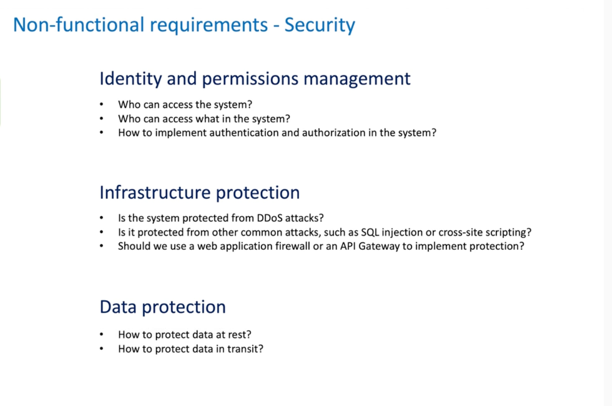 Non-functional requirements - Security
Identity and permissions management
• Who can access the system?
• Who can access what in the system?
• How to implement authentication and authorization in the system?
Infrastructure protection
• Is the system protected from DDoS attacks?
• Is it protected from other common attacks, such as SQL injection or cross-site scripting?
• Should we use a web application firewall or an API Gateway to implement protection?
Data protection
• How to protect data at rest?
• How to protect data in transit?